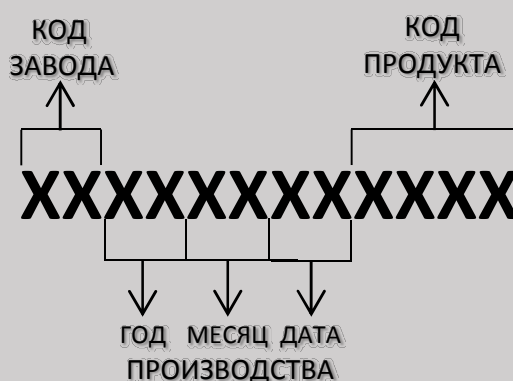 КОД
ЗАВОДА
КОД
ПРОДУКТА
XXXXXXXXXXXX
ГОД МЕСЯЦ ДАТА
ПРОИЗВОДСТВА